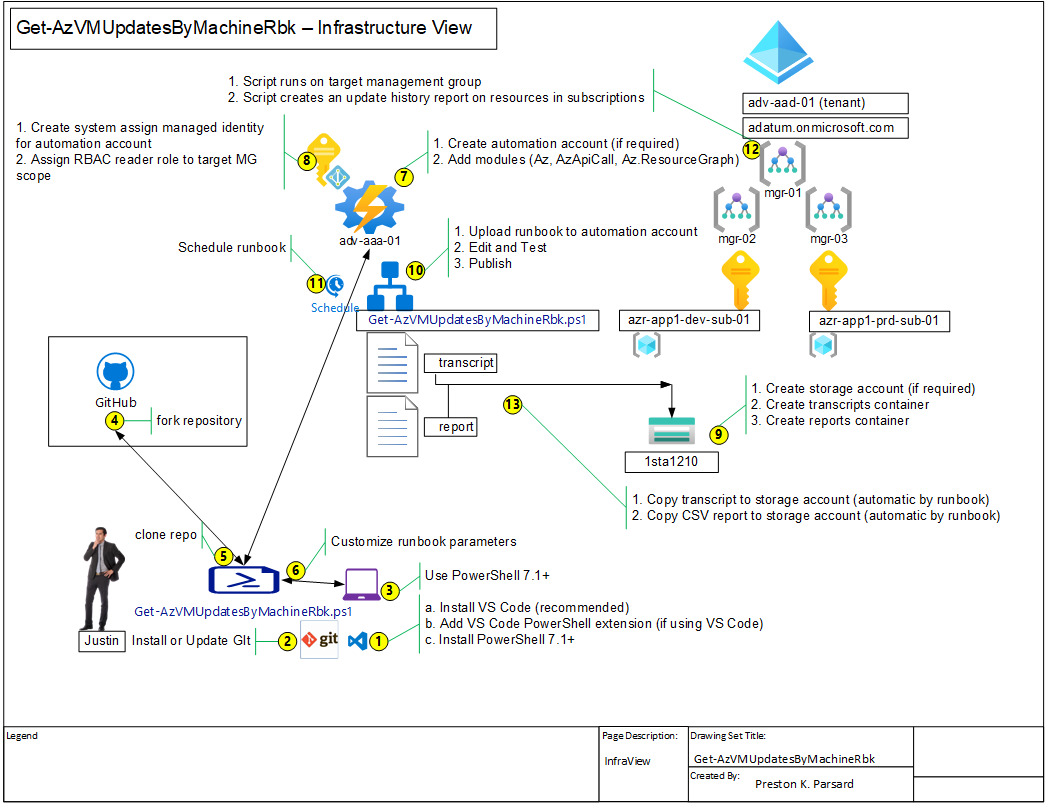 Get-AzVMUpdatesByMachineRbk – Infrastructure View
1. Script runs on target management group
2. Script creates an update history report on resources in subscriptions
adv-aad-01 (tenant)
adatum.onmicrosoft.com
1. Create system assign managed identity
for automation account
2. Assign RBAC reader role to target MG
scope
8
1. Create automation account (if required)
2. Add modules (Az, AzApiCall, Az.ResourceGraph)
7
12
mgr-01
mgr-02
mgr-03
adv-aaa-01
Schedule runbook
11
Schedule
1. Upload runbook to automation account
2. Edit and Test
3. Publish
10
Get-AzVMUpdatesByMachineRbk.ps1
azr-app1-dev-sub-01
azr-app1-prd-sub-01
transcript
report
13
1. Create storage account (if required)
2. Create transcripts container
3. Create reports container
9
1sta1210
GitHub
4
fork repository
1. Copy transcript to storage account (automatic by runbook)
2. Copy CSV report to storage account (automatic by runbook)
clone repo
5
6
Customize runbook parameters
3
Use PowerShell 7.1+
Get-AzVMUpdatesByMachineRbk.ps1
a. Install VS Code (recommended)
b. Add VS Code PowerShell extension (if using VS Code)
c. Install PowerShell 7.1+
Justin
Install or Update GIt
2
git
1
Legend
Page Description:
InfraView
Drawing Set Title:
Get-AzVMUpdatesByMachineRbk
Created By:
Preston K. Parsard